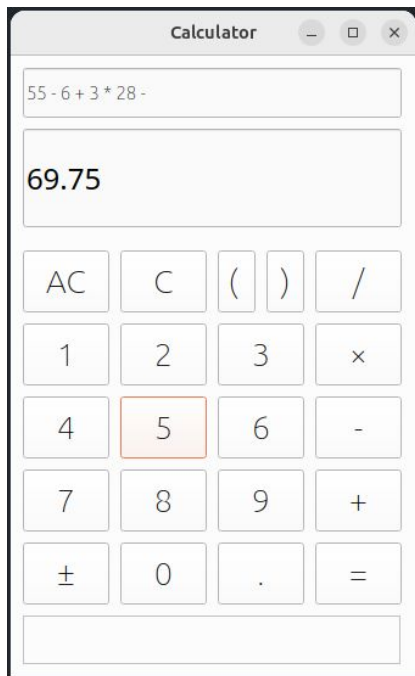 Calculator
55 - 6 + 3 * 28 -
69.75
AC C ( ) /
1 2 3 ×
4 5 6 -
7 8 9 +
± 0 . =